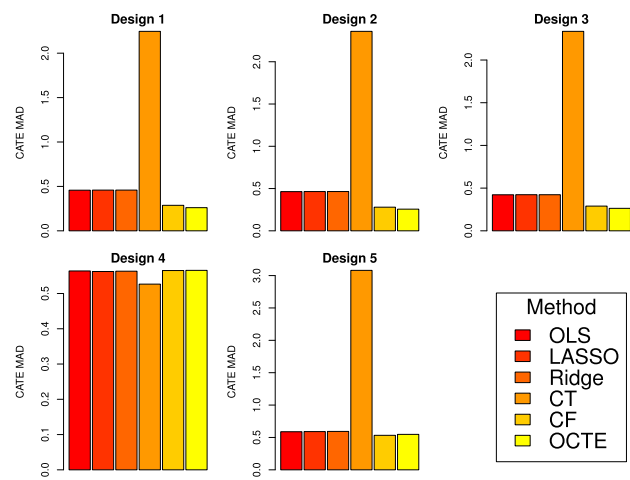 Design 1
Design 2
Design 3
CATE MAD
0.0
0.5
1.0
1.5
2.0
CATE MAD
0.0
0.5
1.0
1.5
2.0
CATE MAD
0.0
0.5
1.0
1.5
2.0
Design 4
Design 5
CATE MAD
0.0
0.1
0.2
0.3
0.4
0.5
CATE MAD
0.0
0.5
1.0
1.5
2.0
2.5
3.0
Method
OLS
LASSO
Ridge
CT
CF
OCTE